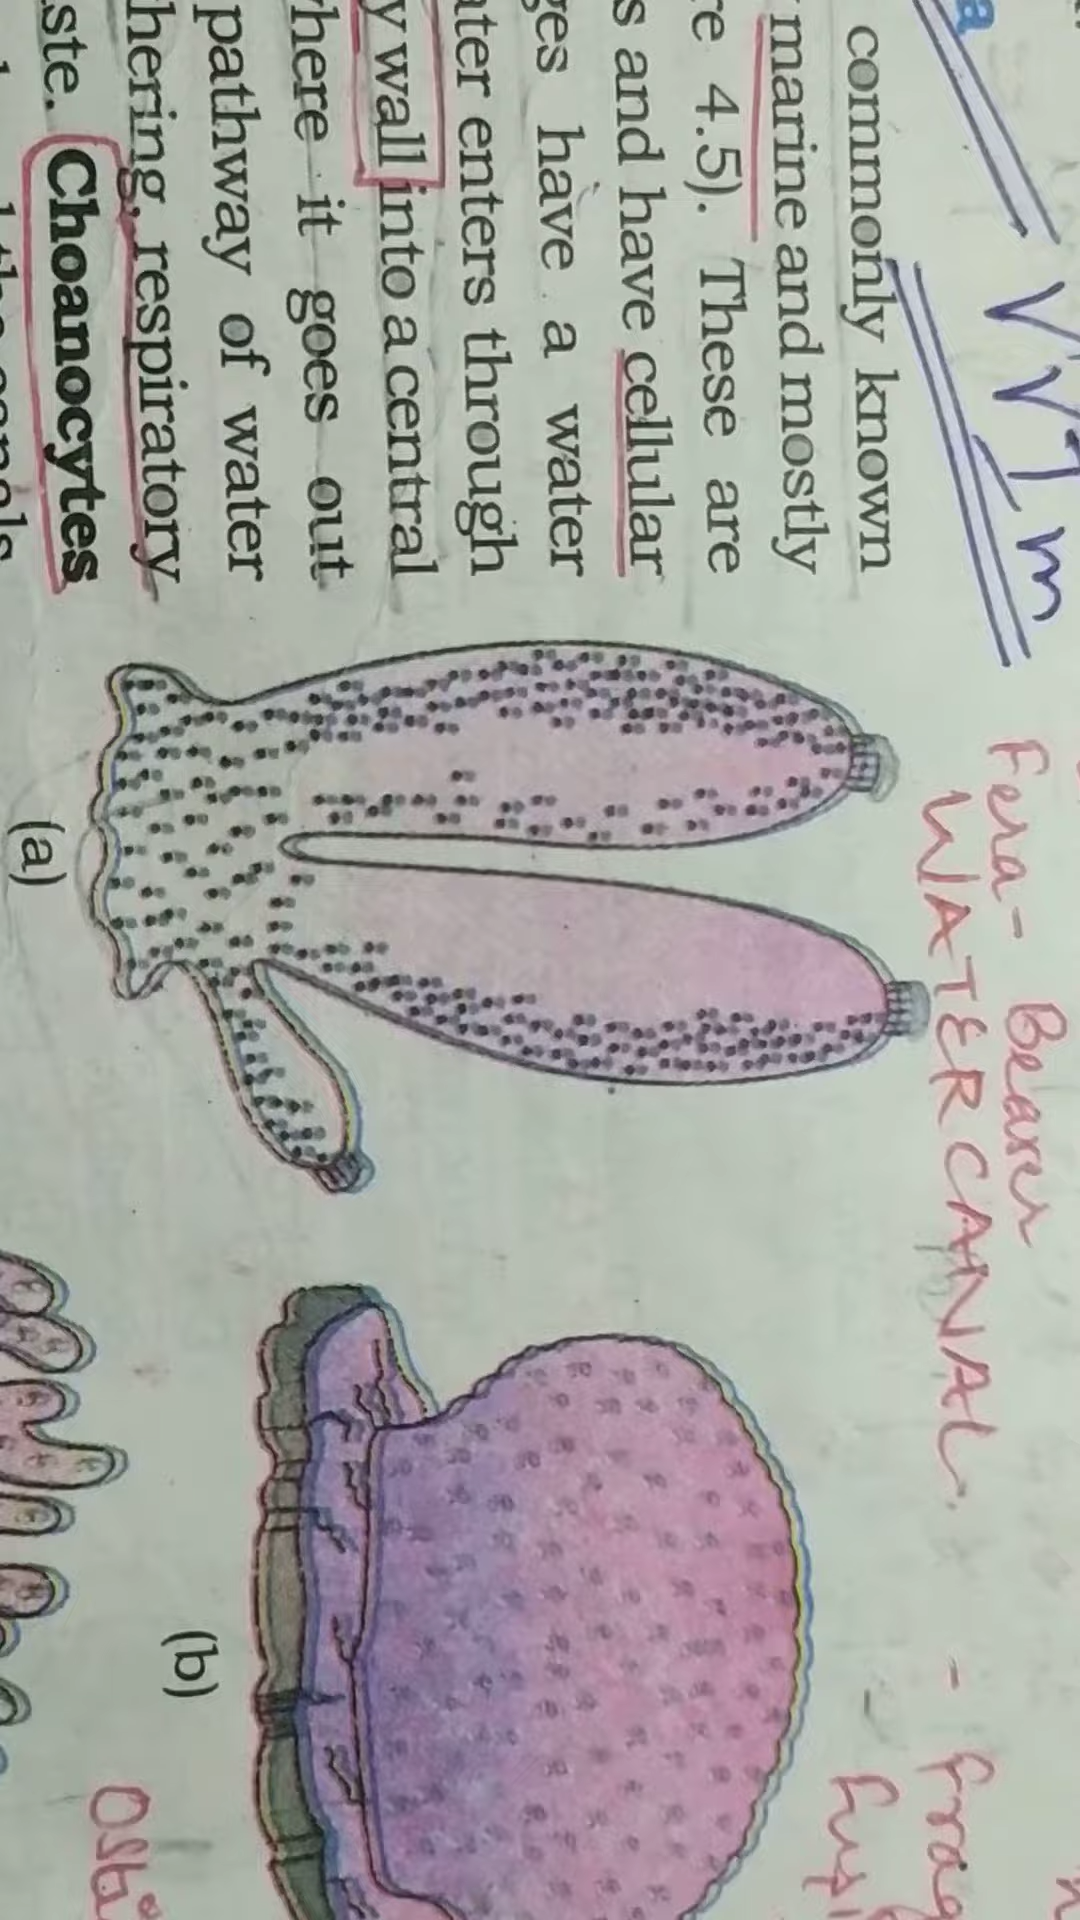 a
VVIm
commonly known
marine and mostly
re 4.5). These are
s and have cellular
ges have a water
ater enters through
y wall into a central
here it goes out
pathway of water
hering, respiratory
ste. Choanocytes
Bearer
WATER CANAL.
(a)
(b)